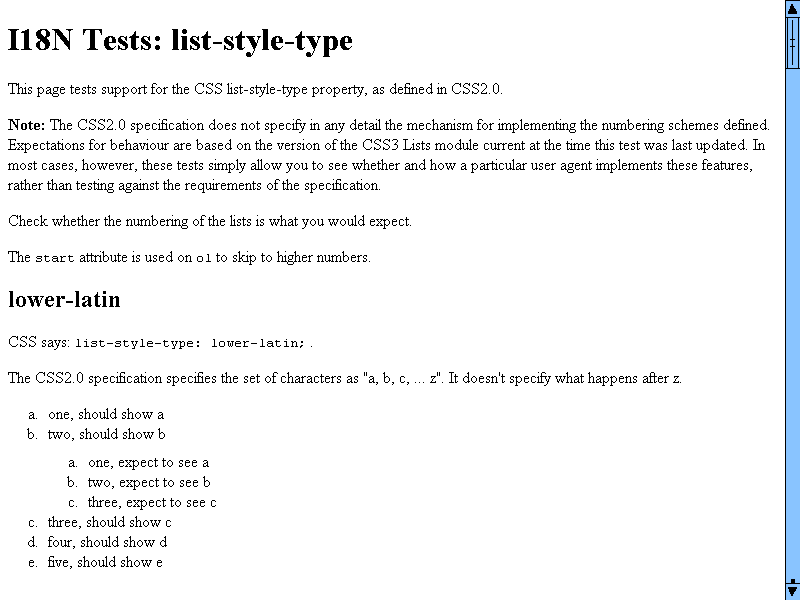 I18N Tests: list-style-type
This page tests support for the CSS list-style-type property, as defined in CSS2.0.
Note: The CSS2.0 specification does not specify in any detail the mechanism for implementing the numbering schemes defined.
Expectations for behaviour are based on the version of the CSS3 Lists module current at the time this test was last updated. In
most cases, however, these tests simply allow you to see whether and how a particular user agent implements these features,
rather than testing against the requirements of the specification.
Check whether the numbering of the lists is what you would expect.
The start attribute is used on ol to skip to higher numbers.
lower-latin
CSS says: list-style-type: lower-latin; .
The CSS2.0 specification specifies the set of characters as "a, b, c, ... z". It doesn't specify what happens after z.
a. one, should show a
b. two, should show b
a. one, expect to see a
b. two, expect to see b
c. three, expect to see c
c. three, should show c
d. four, should show d
e. five, should show e